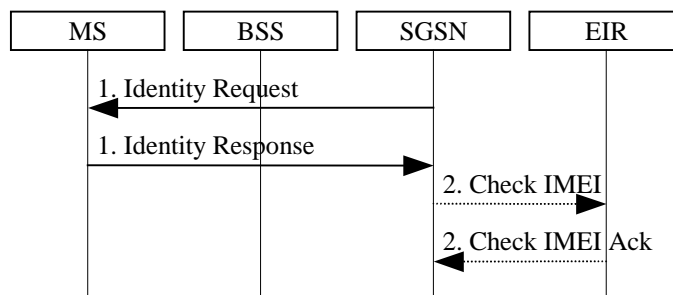 MS BSS SGSN EIR
1. Identity Request
1. Identity Response
2. Check IMEI
2. Check IMEI Ack